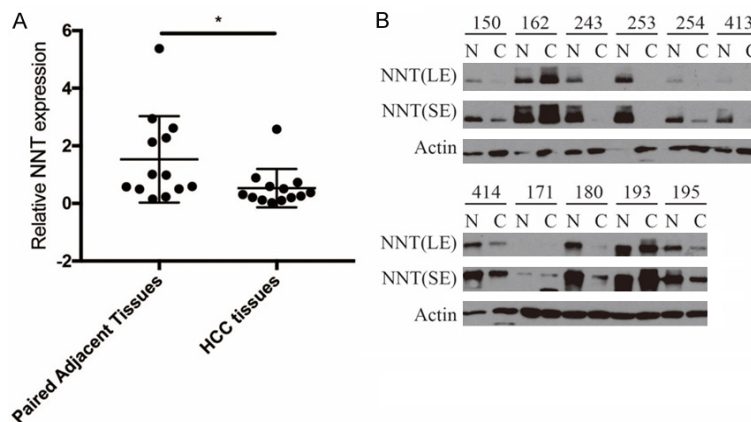 A
*
Relative NNT expression
6
4
2
0
-2
Paired Adjacent Tissues
HCC tissues
B
150 162 243 253 254 413
N C N C N C N C N C N C
NNT(LE)
NNT(SE)
Actin
414 171 180 193 195
N C N C N C N C N C
NNT(LE)
NNT(SE)
Actin